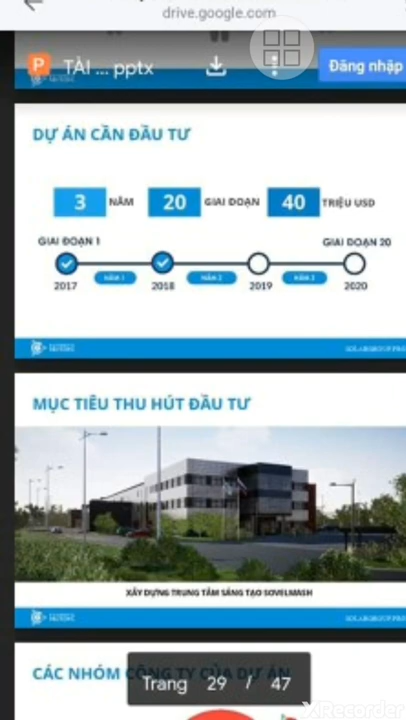 drive.google.com
P TÀI ... pptx
Đăng nhập
DỰ ÁN CẦN ĐẦU TƯ
3 NĂM 20 GIAI ĐOẠN 40 TRIỆU USD
GIAI ĐOẠN 1 GIAI ĐOẠN 20
NĂM 1 NĂM 2 NĂM 3
2017 2018 2019 2020
MỤC TIÊU THU HÚT ĐẦU TƯ
XÂY DỰNG TRUNG TÂM SÁNG TẠO SOVELMASH
CÁC NHÓM CÔNG TY CỦA DỰ ÁN
Trang 29 / 47
XRecorder